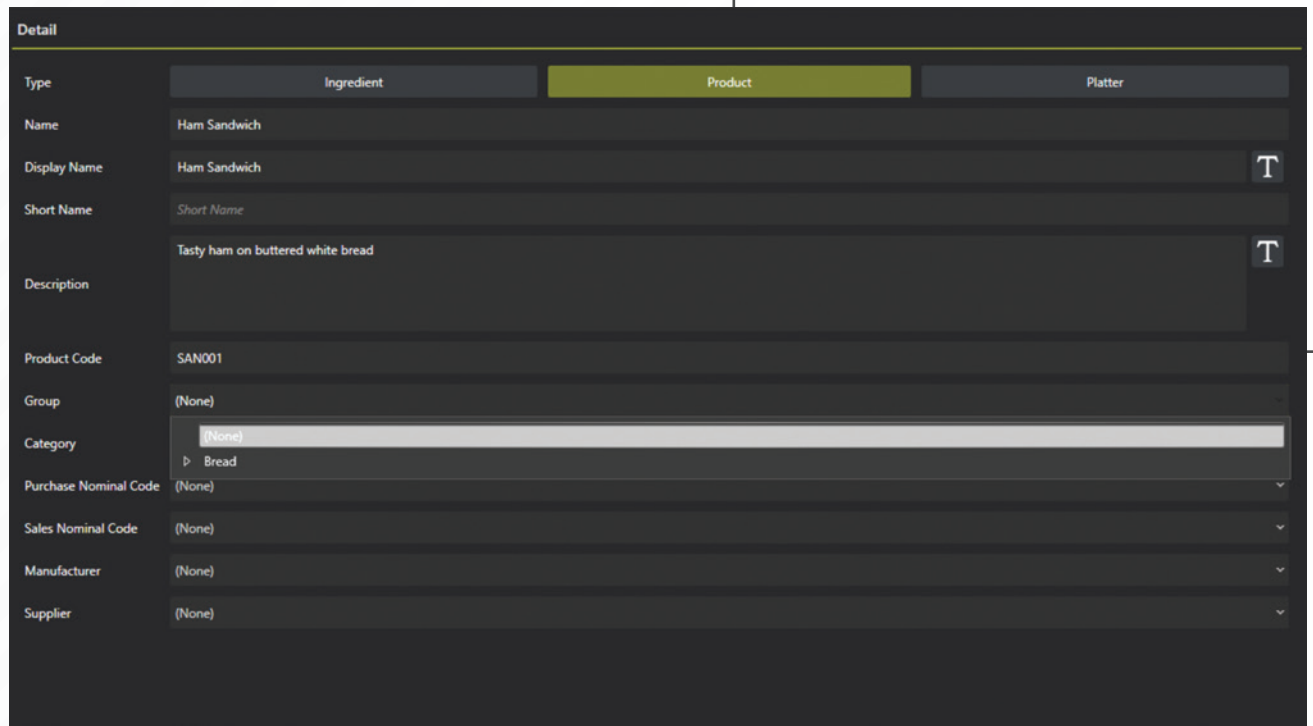 Detail
Type Ingredient Product Platter
Name Ham Sandwich
Display Name Ham Sandwich T
Short Name Short Name
Description Tasty ham on buttered white bread T
Product Code SAN001
Group (None)
Category (None)
Bread
Purchase Nominal Code (None)
Sales Nominal Code (None)
Manufacturer (None)
Supplier (None)